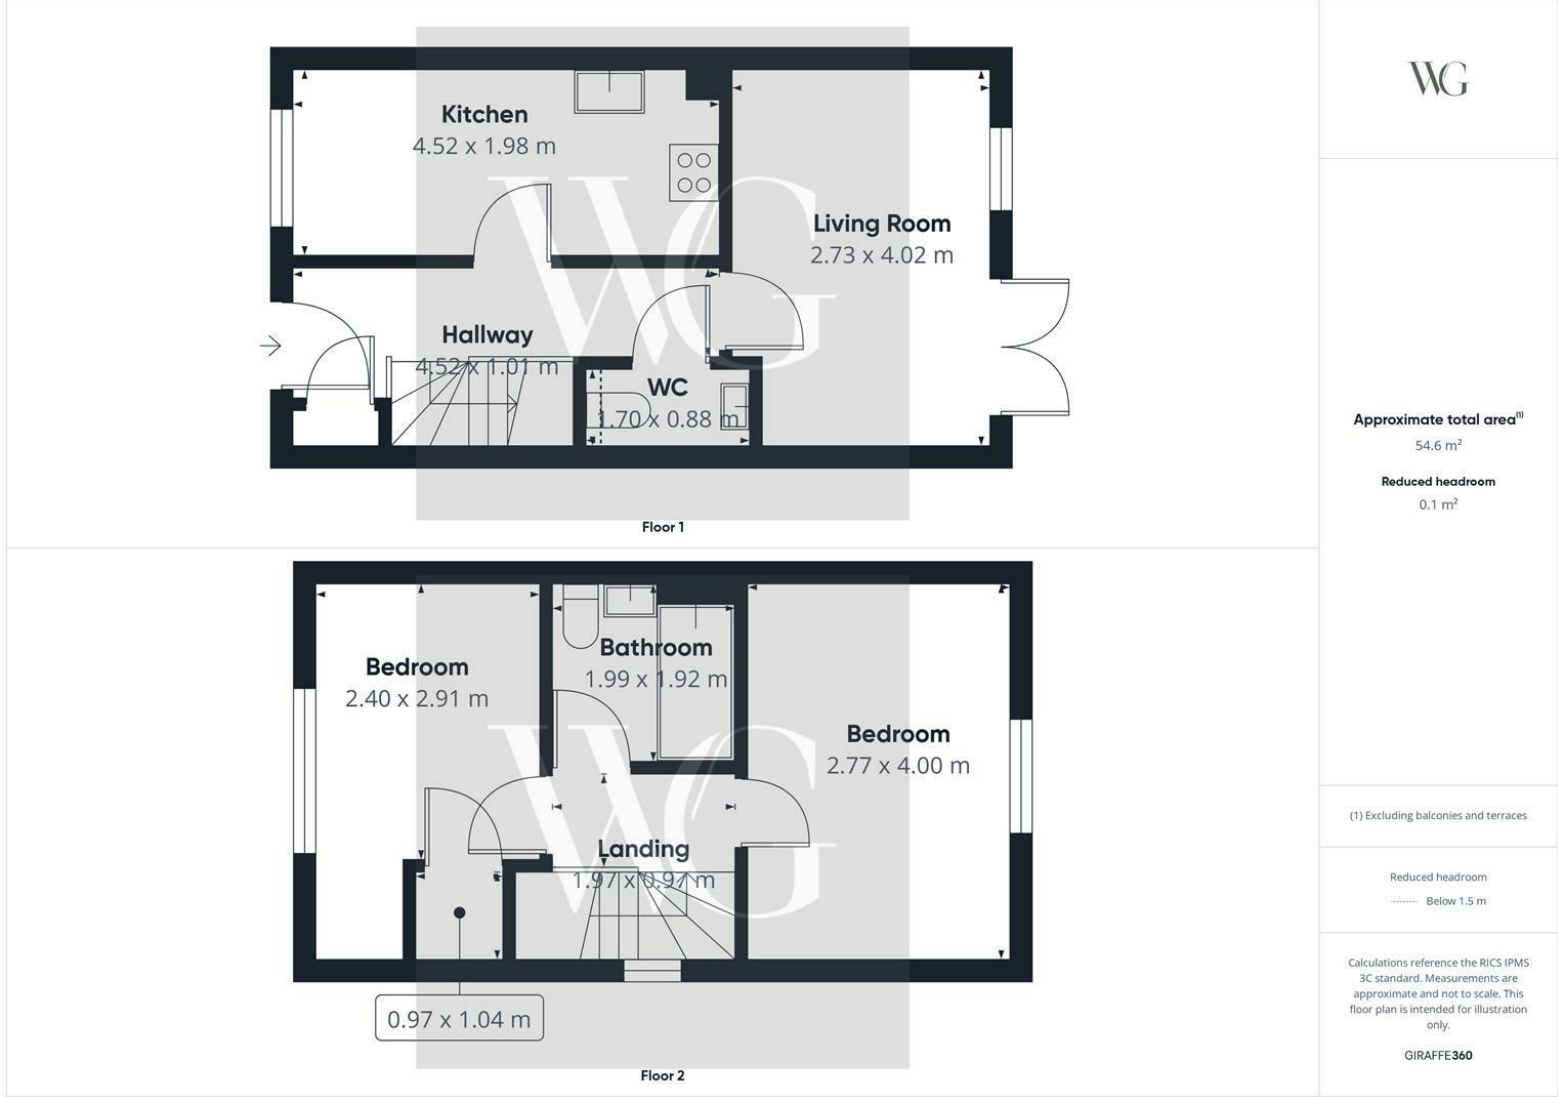 Kitchen
4.52 x 1.98 m
Living Room
2.73 x 4.02 m
Hallway
4.52 x 1.01 m
WC
1.70 x 0.88 m
WG
Floor 1
Bedroom
2.40 x 2.91 m
Bathroom
1.99 x 1.92 m
Bedroom
2.77 x 4.00 m
Landing
1.97 x 0.97 m
WG
0.97 x 1.04 m
Floor 2
WG
Approximate total area(1)
54.6 m²
Reduced headroom
0.1 m²
(1) Excluding balconies and terraces
Reduced headroom
Below 1.5 m
Calculations reference the RICS IPMS
3C standard. Measurements are
approximate and not to scale. This
floor plan is intended for illustration
only.
GIRAFFE360